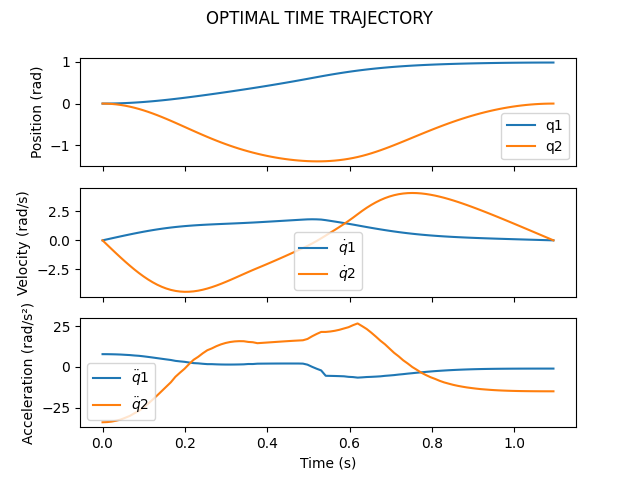 OPTIMAL TIME TRAJECTORY
Position (rad)
1
0
−1
q1
q2
Velocity (rad/s)
2.5
0.0
−2.5
q̇1
q̇2
Acceleration (rad/s²)
25
0
−25
q̈1
q̈2
0.0 0.2 0.4 0.6 0.8 1.0
Time (s)